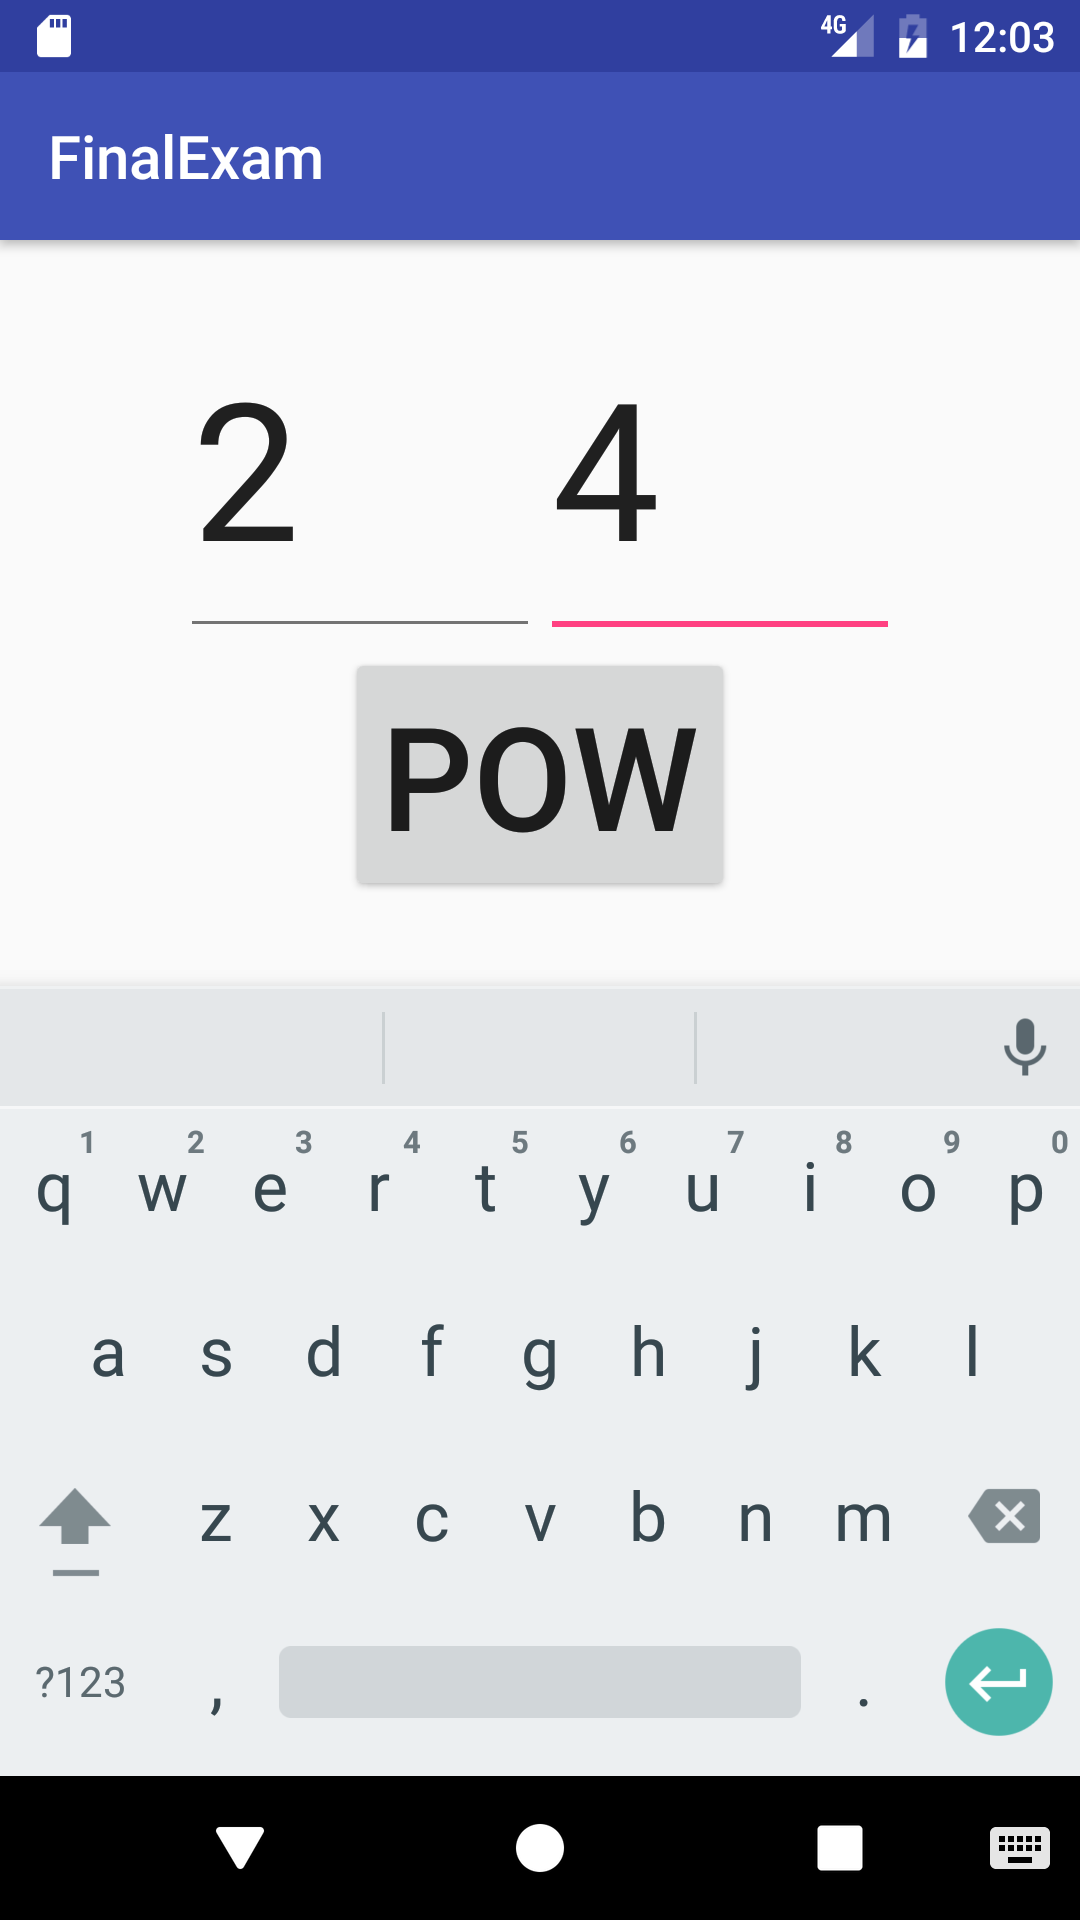 4G 12:03
FinalExam
2 4
POW
1 2 3 4 5 6 7 8 9 0
q w e r t y u i o p
a s d f g h j k l
z x c v b n m
?123 , .